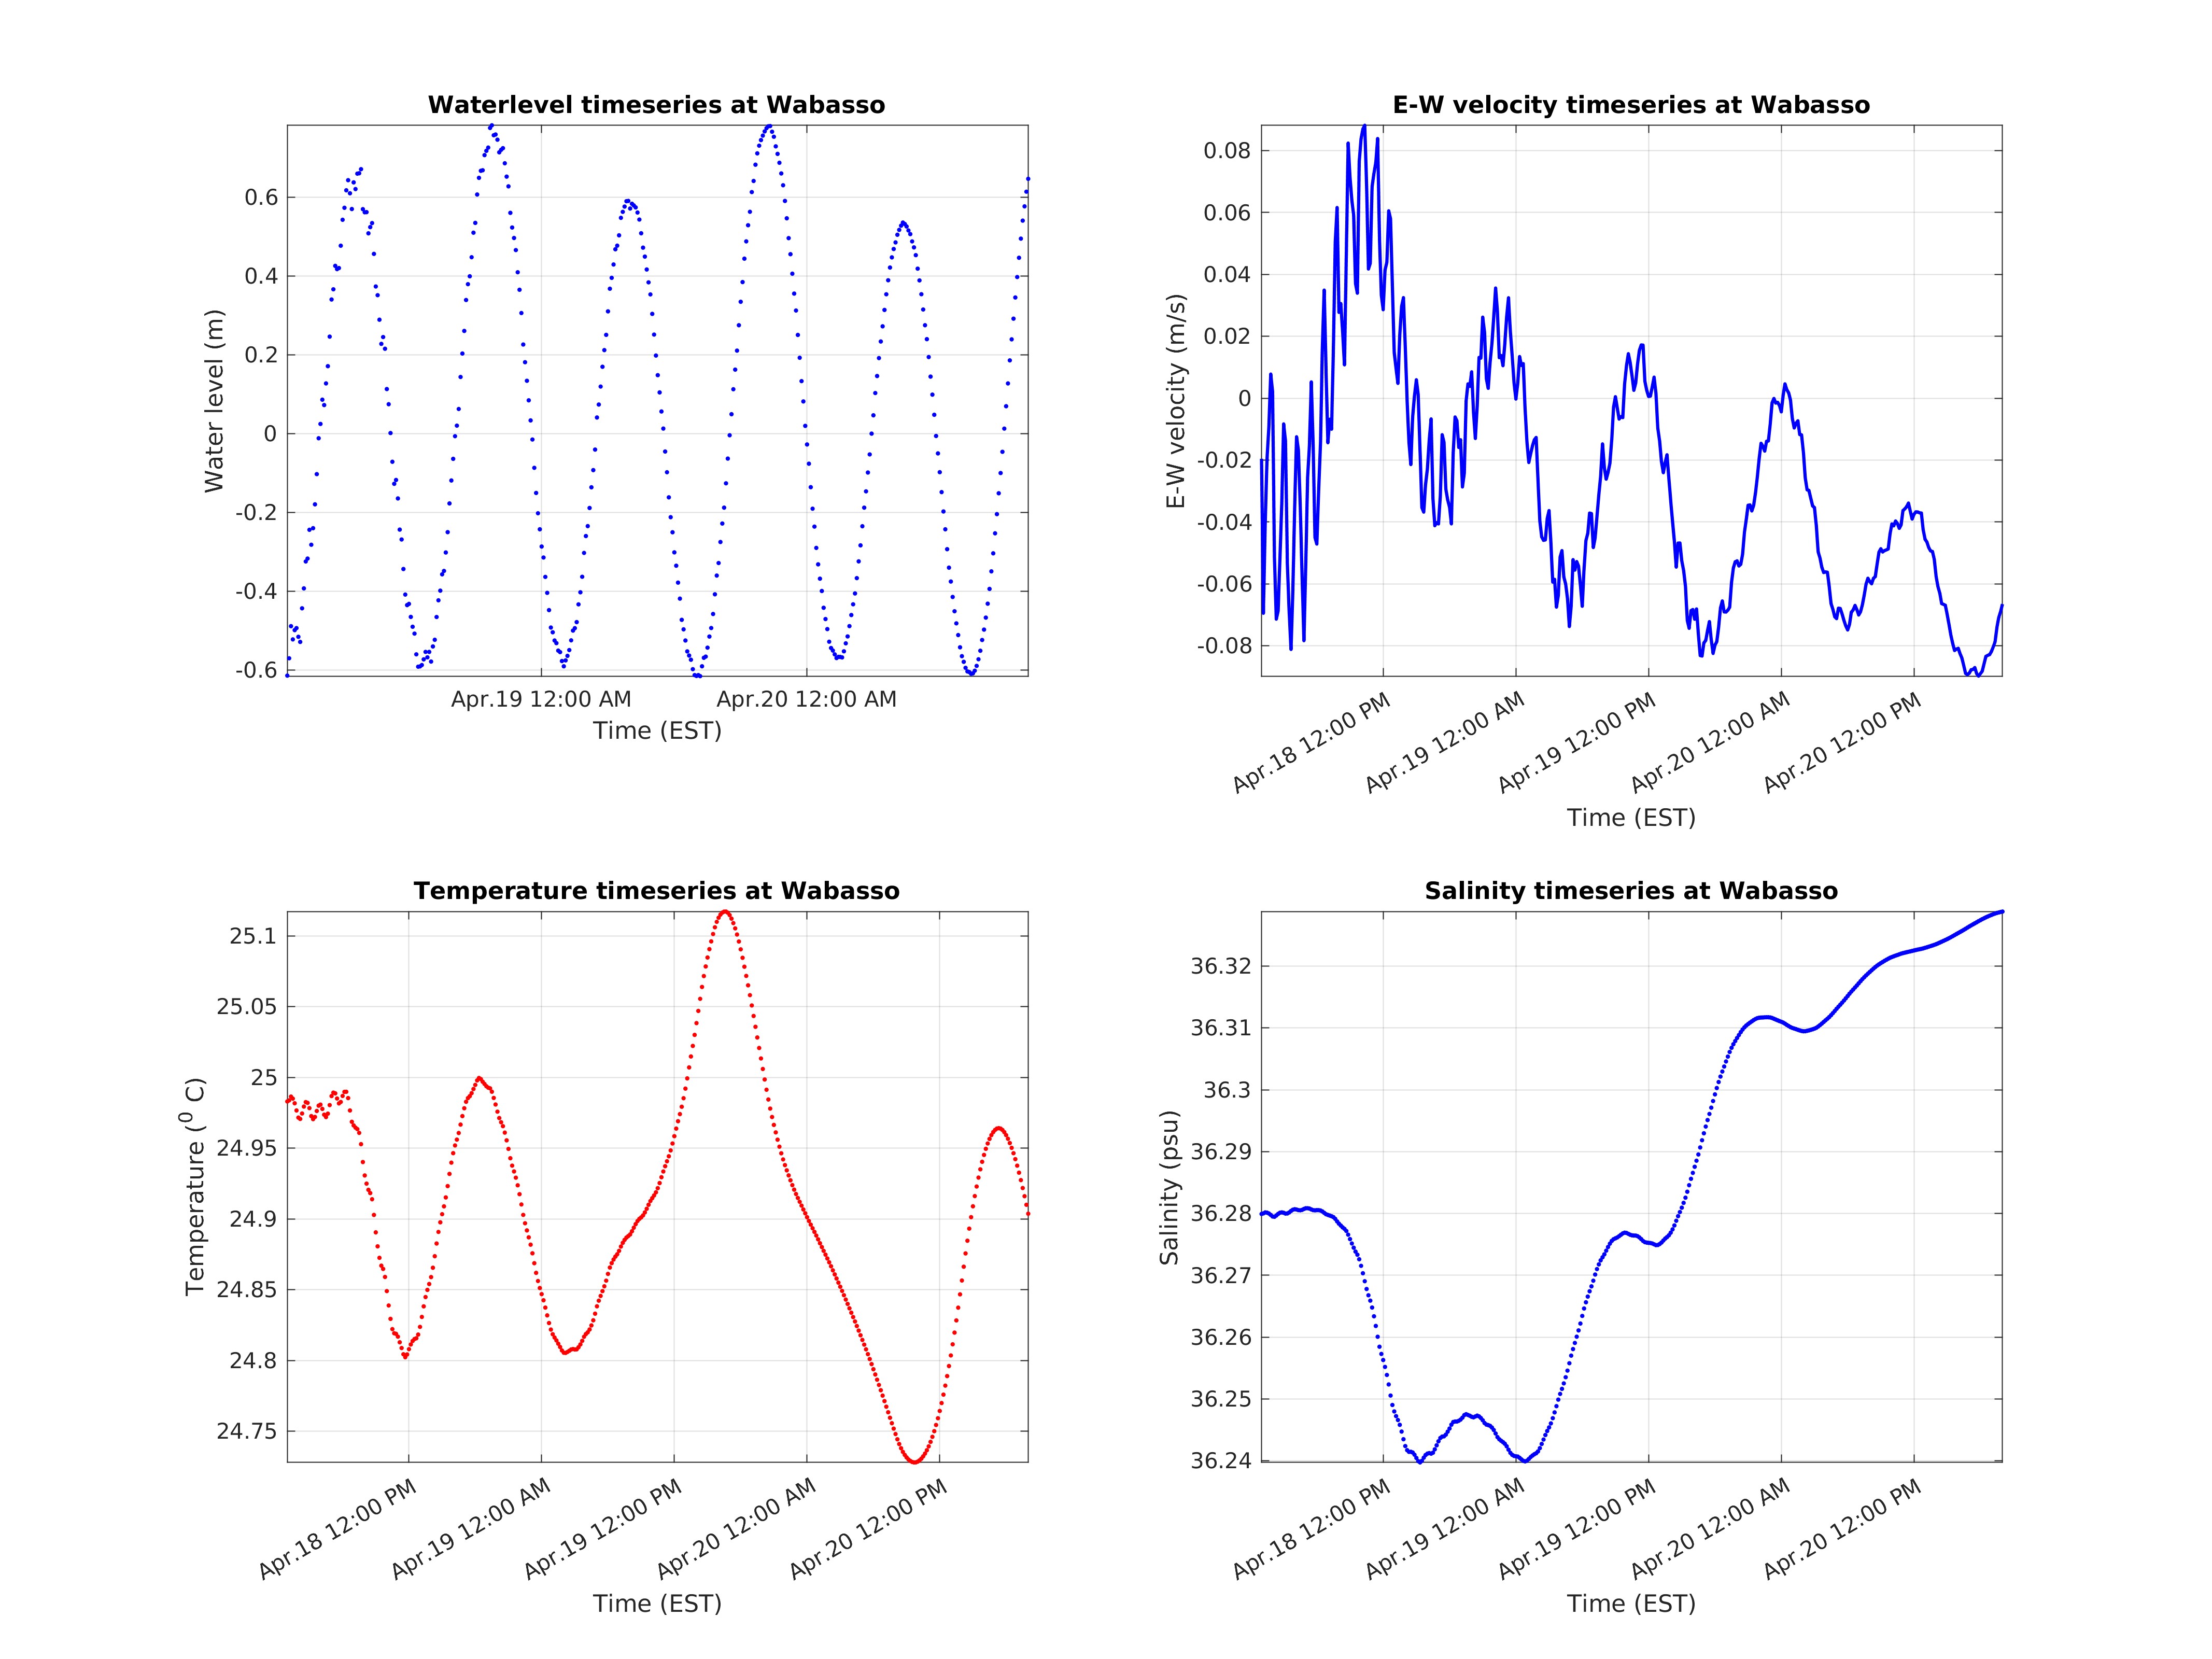 Waterlevel timeseries at Wabasso
0.6
0.4
0.2
0
-0.2
-0.4
-0.6
Water level (m)
Apr.19 12:00 AM
Apr.20 12:00 AM
Time (EST)
E-W velocity timeseries at Wabasso
0.08
0.06
0.04
0.02
0
-0.02
-0.04
-0.06
-0.08
E-W velocity (m/s)
Apr.18 12:00 PM
Apr.19 12:00 AM
Apr.19 12:00 PM
Apr.20 12:00 AM
Apr.20 12:00 PM
Time (EST)
Temperature timeseries at Wabasso
25.1
25.05
25
24.95
24.9
24.85
24.8
24.75
Temperature (⁰ C)
Apr.18 12:00 PM
Apr.19 12:00 AM
Apr.19 12:00 PM
Apr.20 12:00 AM
Apr.20 12:00 PM
Time (EST)
Salinity timeseries at Wabasso
36.32
36.31
36.3
36.29
36.28
36.27
36.26
36.25
36.24
Salinity (psu)
Apr.18 12:00 PM
Apr.19 12:00 AM
Apr.19 12:00 PM
Apr.20 12:00 AM
Apr.20 12:00 PM
Time (EST)